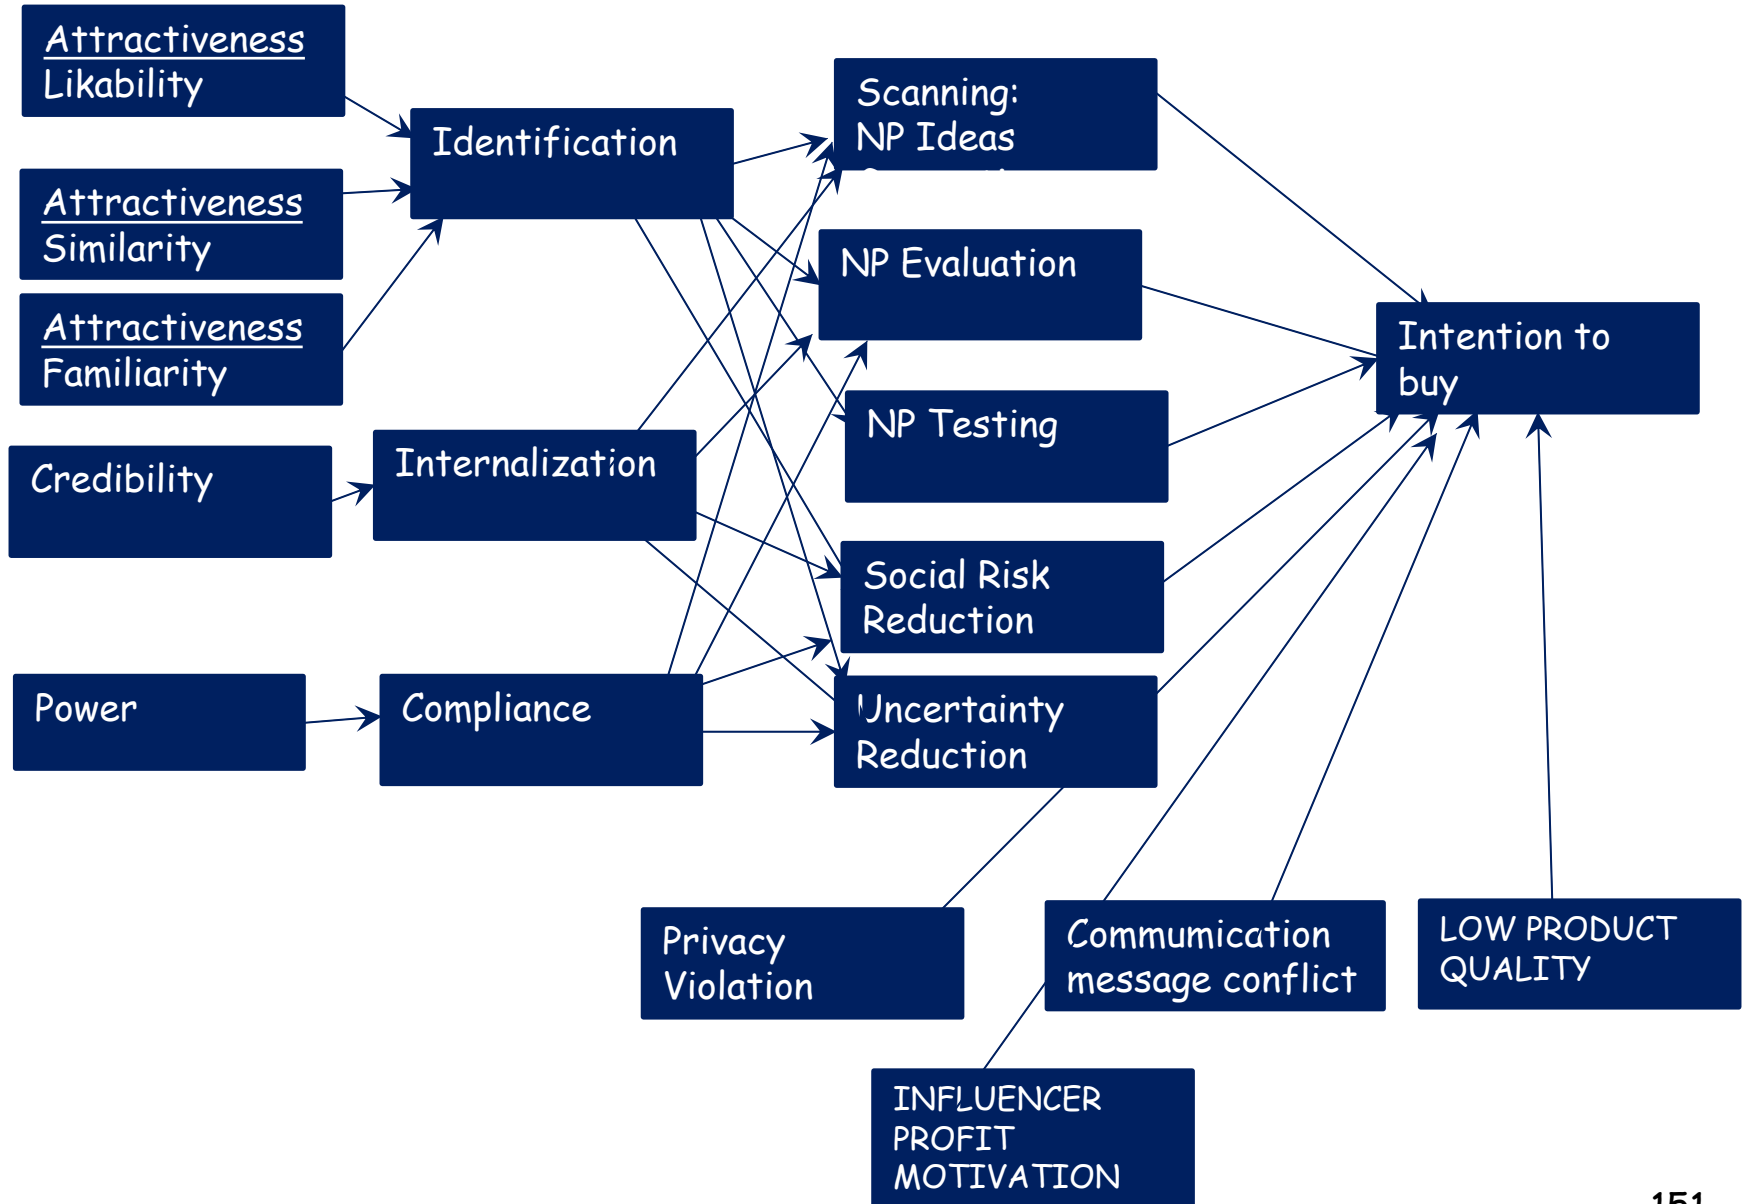 Attractiveness
Likability
Attractiveness
Similarity
Attractiveness
Familiarity
Credibility
Power
Identification
Internalization
Compliance
Scanning:
NP Ideas
NP Evaluation
NP Testing
Social Risk
Reduction
Uncertainty
Reduction
Intention to
buy
Privacy
Violation
Commumication
message conflict
LOW PRODUCT
QUALITY
INFLUENCER
PROFIT
MOTIVATION
151